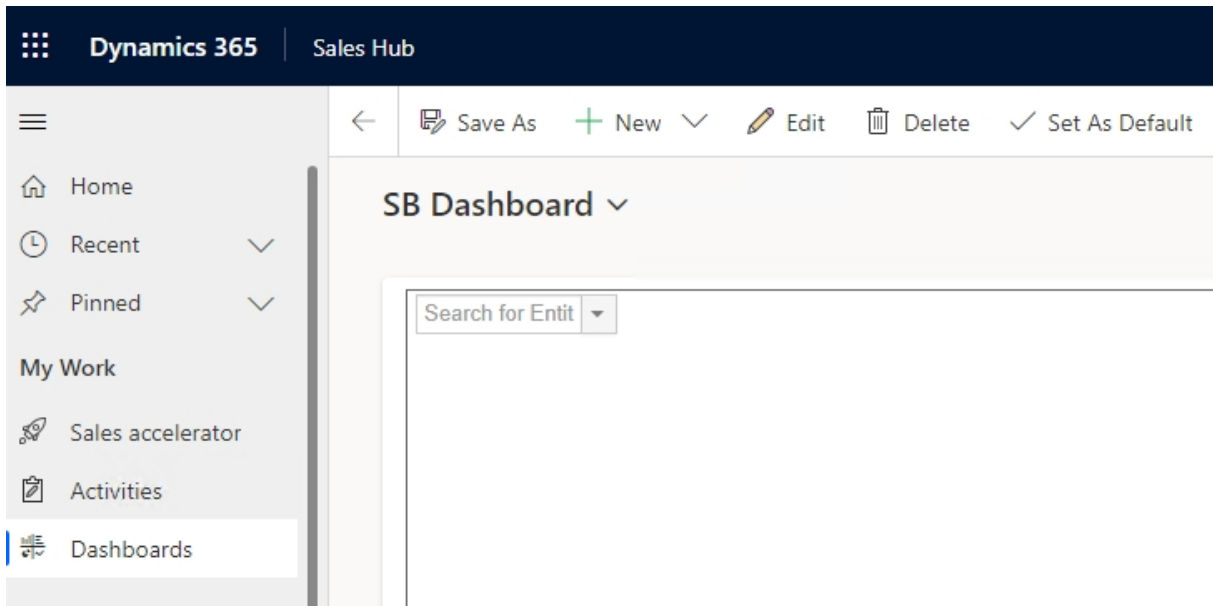 Dynamics 365 Sales Hub
Save As New Edit Delete Set As Default
Home
Recent
Pinned
My Work
Sales accelerator
Activities
Dashboards
SB Dashboard
Search for Entit